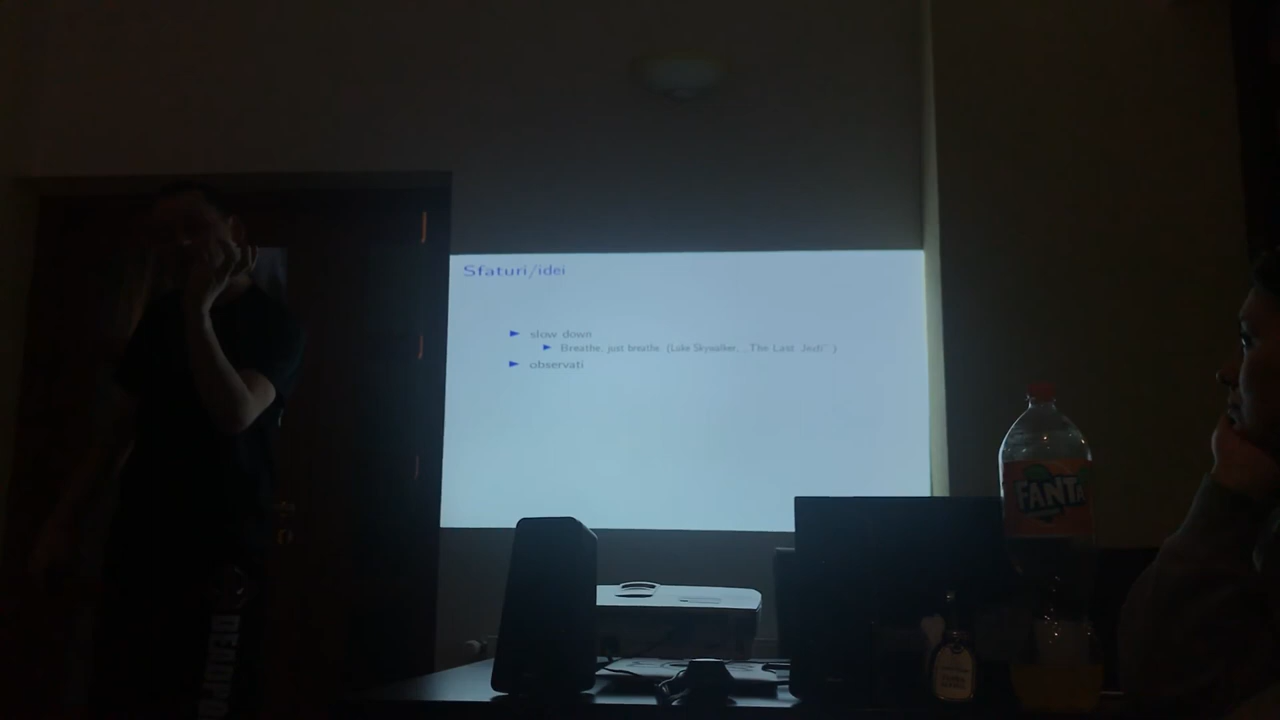 Sfaturi/idei
slow down
Breathe, just breathe. (Luke Skywalker, „The Last Jedi" )
observati
FANTA